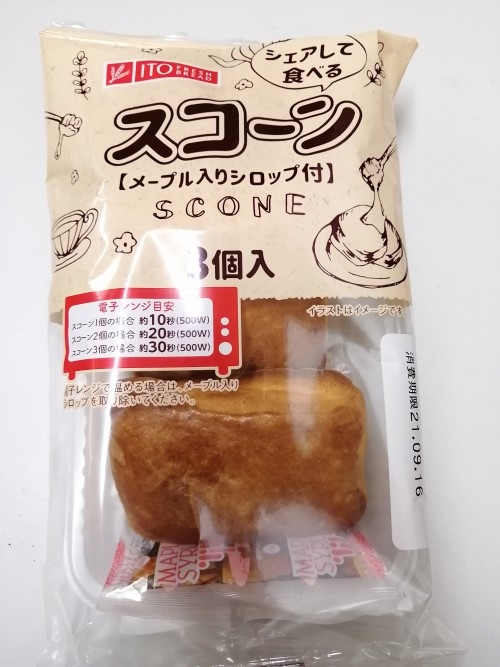 ITO FRESH BREAD
シェアして
食べる
スコーン
【メープル入りシロップ付】
SCONE
3個入
電子レンジ目安
スコーン1個の場合 約10秒(500W)
スコーン2個の場合 約20秒(500W)
スコーン3個の場合 約30秒(500W)
イラストはイメージです。
電子レンジで温める場合は、メープル入り
シロップを取り除いてください。
消費期限21.09.16